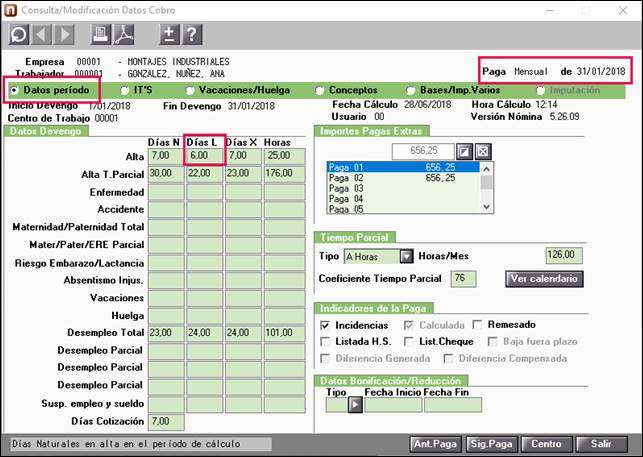 Consulta/Modificación Datos Cobro
Empresa 00001 - MONTAJES INDUSTRIALES
Trabajador 000001 - GONZALEZ, NUÑEZ, ANA
Paga Mensual de 31/01/2018
Datos período IT'S Vacaciones/Huelga Conceptos Bases/Imp.Varios Imputación
Inicio Devengo 1/01/2018 Fin Devengo 31/01/2018 Fecha Cálculo 28/06/2018 Hora Cálculo 12:14
Centro de Trabajo 00001 Usuario 00 Versión Nómina 5.26.09
Datos Devengo
Días N Días L Días X Horas
Alta 7,00 6,00 7,00 25,00
Alta T.Parcial 30,00 22,00 23,00 176,00
Enfermedad
Accidente
Maternidad/Paternidad Total
Mater/Pater/ERE Parcial
Riesgo Embarazo/Lactancia
Absentismo Injus.
Vacaciones
Huelga
Desempleo Total 23,00 24,00 24,00 101,00
Desempleo Parcial
Desempleo Parcial
Desempleo Parcial
Susp. empleo y sueldo
Días Cotización 7,00
Importes Pagas Extras
656,25
Paga 01 656,25
Paga 02 656,25
Paga 03
Paga 04
Paga 05
Tiempo Parcial
Tipo A Horas Horas/Mes 126,00
Coeficiente Tiempo Parcial 76 Ver calendario
Indicadores de la Paga
Incidencias Calculada Remesado
Listada H.S. List.Cheque Baja fuera plazo
Diferencia Generada Diferencia Compensada
Datos Bonificación/Reducción
Tipo Fecha Inicio Fecha Fin
Días Naturales en alta en el período de cálculo
Ant.Paga Sig.Paga Centro Salir